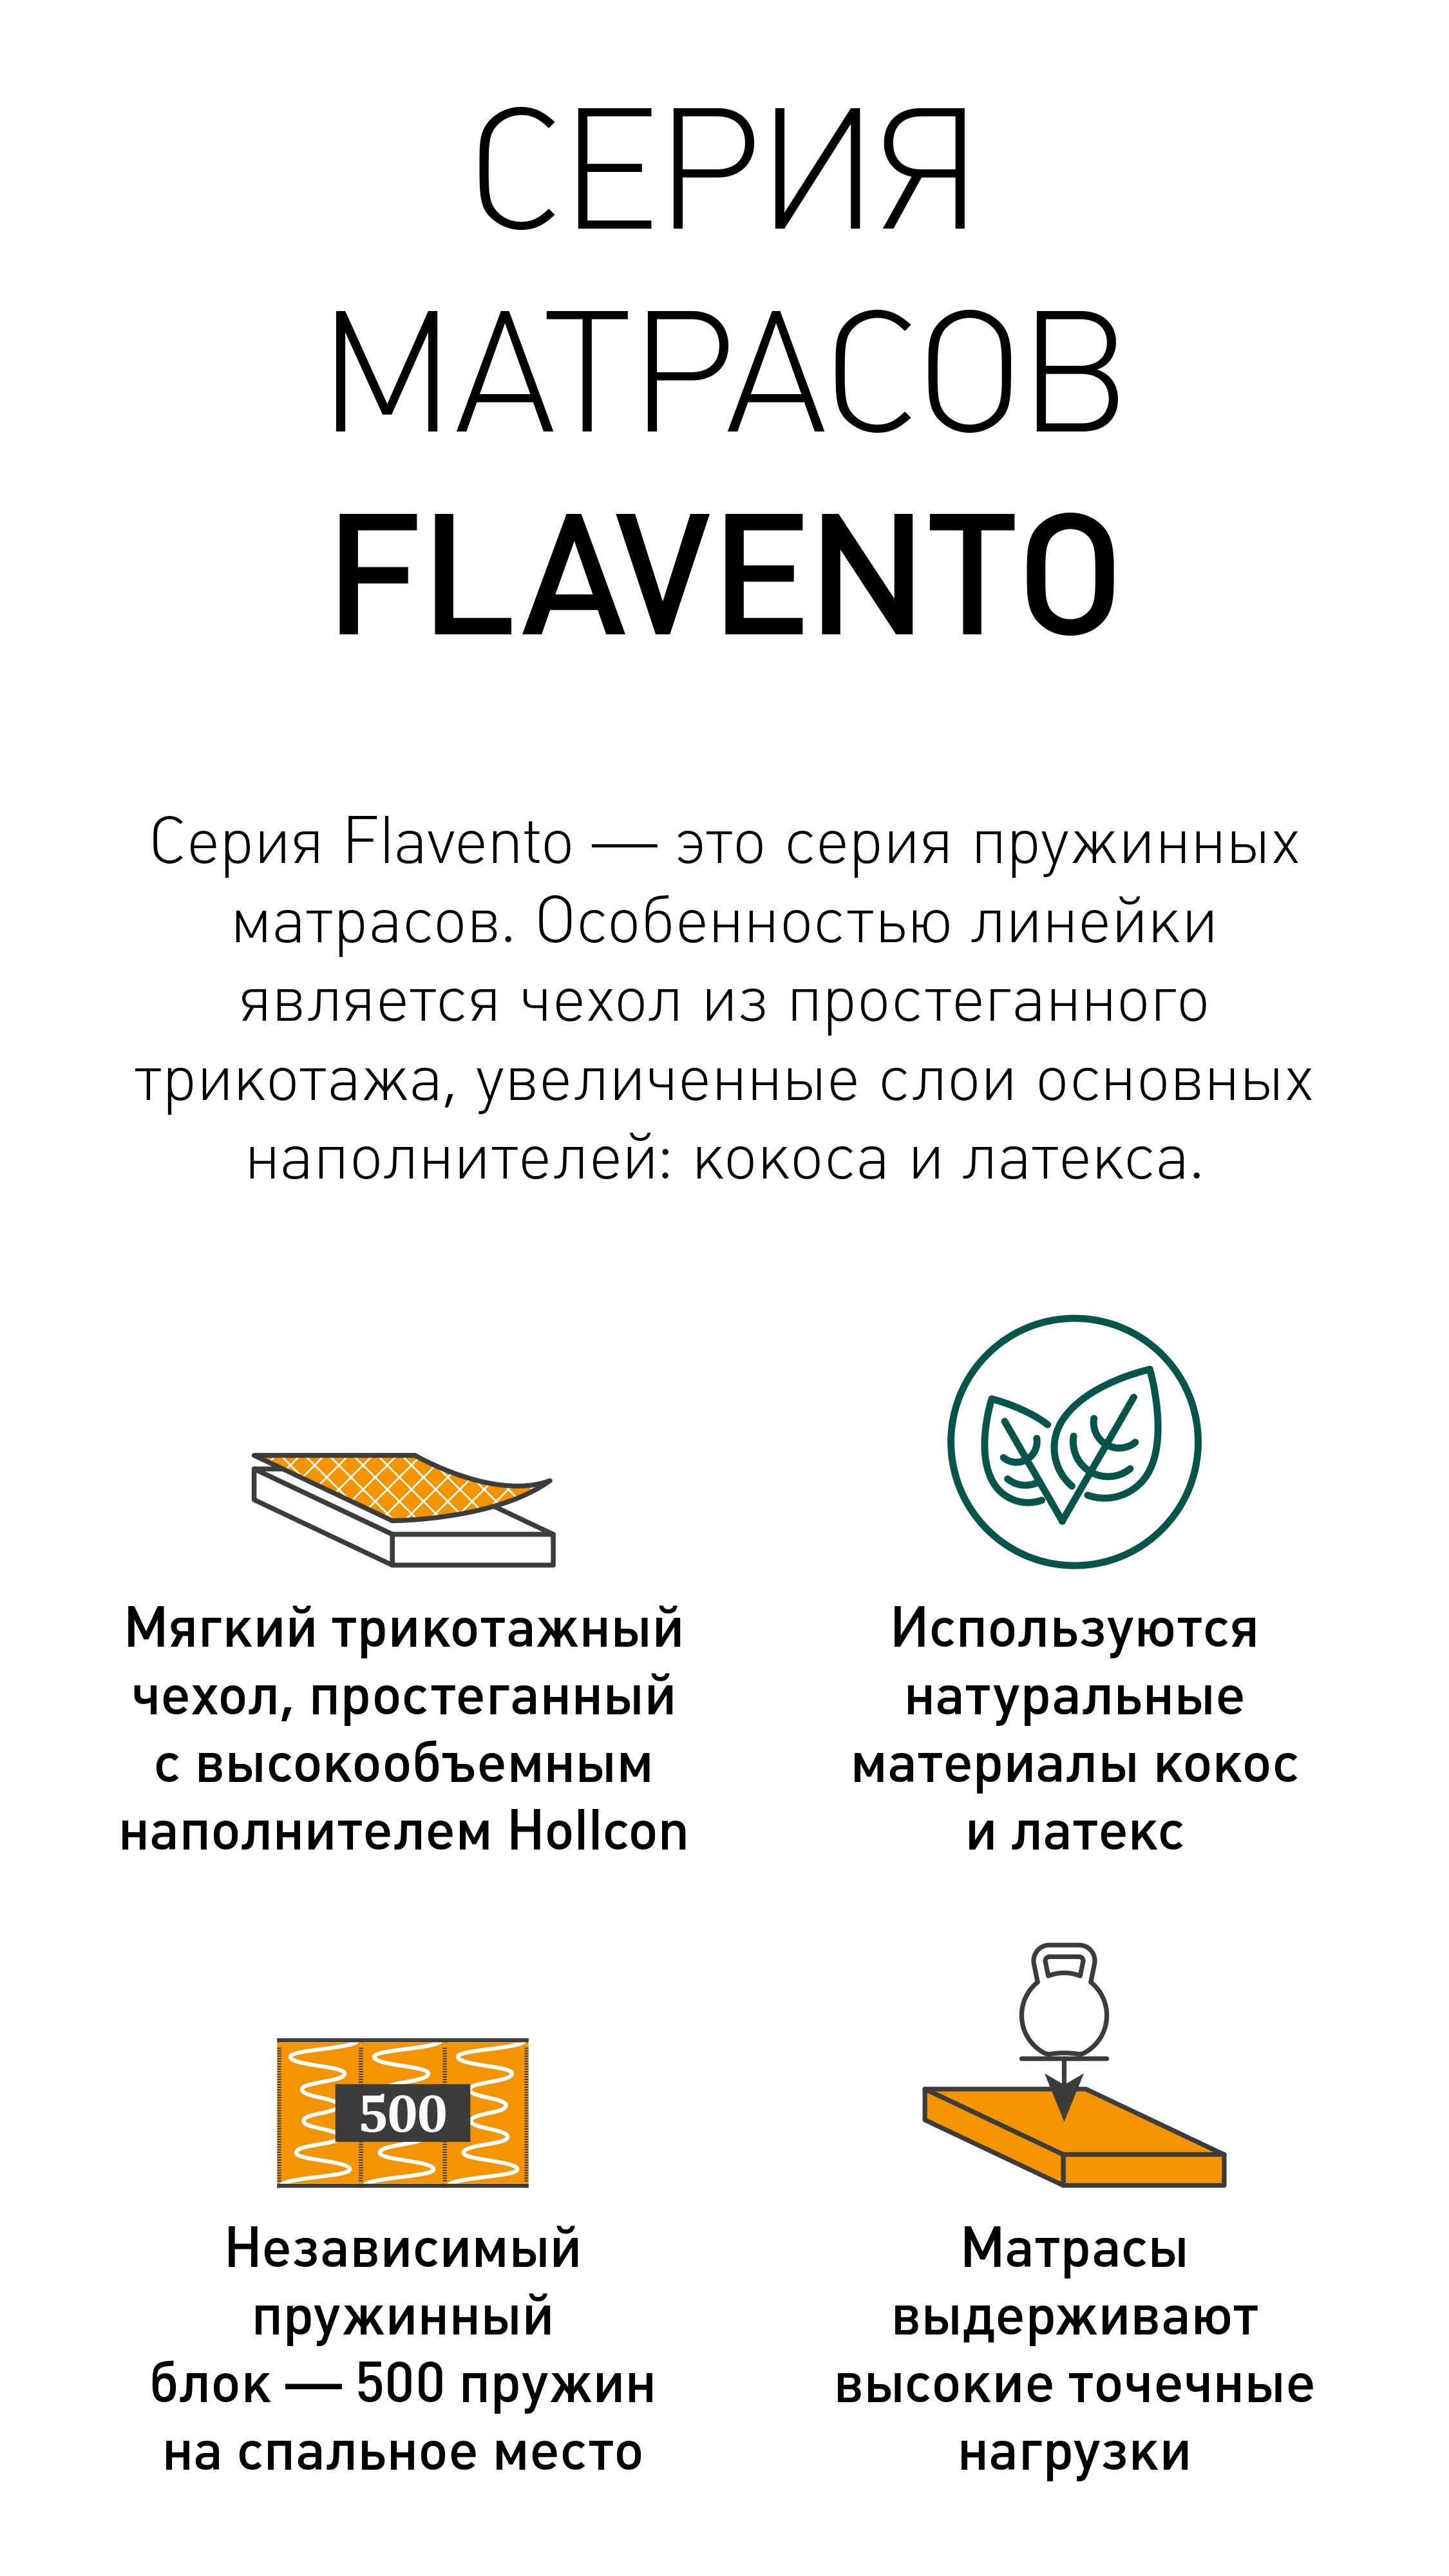 СЕРИЯ
МАТРАСОВ
FLAVENTO
Серия Flavento — это серия пружинных
матрасов. Особенностью линейки
является чехол из простеганного
трикотажа, увеличенные слои основных
наполнителей: кокоса и латекса.
Мягкий трикотажный
чехол, простеганный
с высокообъемным
наполнителем Hollcon
Используются
натуральные
материалы кокос
и латекс
500
Независимый
пружинный
блок — 500 пружин
на спальное место
Матрасы
выдерживают
высокие точечные
нагрузки